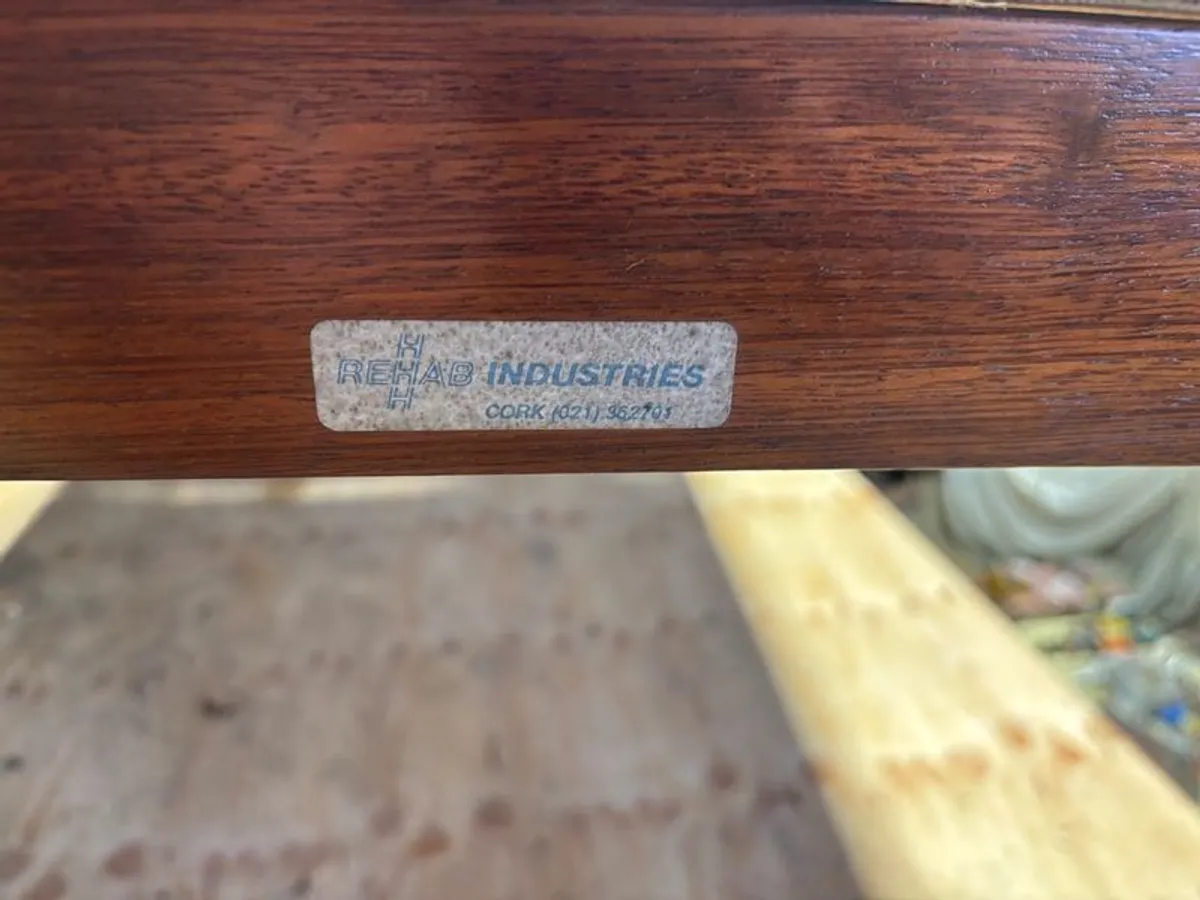 REHAB INDUSTRIES
CORK (021) 362701